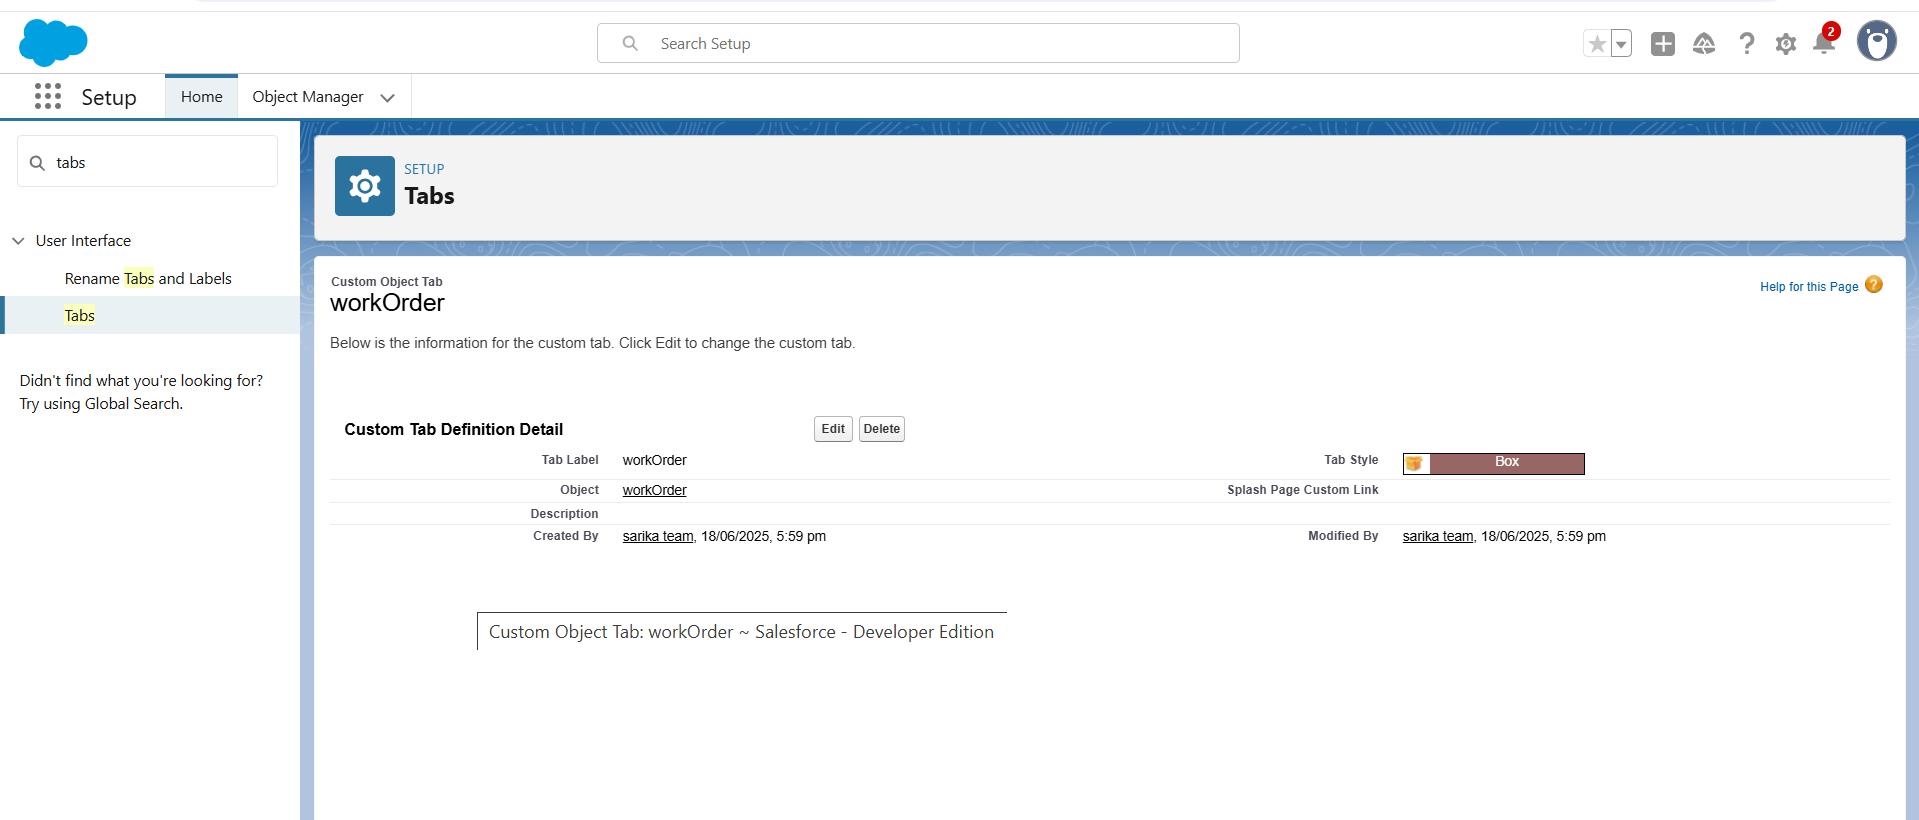 Search Setup
2
Setup
Home
Object Manager
tabs
User Interface
Rename Tabs and Labels
Tabs
Didn't find what you're looking for?
Try using Global Search.
SETUP
Tabs
Custom Object Tab
workOrder
Help for this Page ?
Below is the information for the custom tab. Click Edit to change the custom tab.
Custom Tab Definition Detail
Edit
Delete
Tab Label workOrder Tab Style Box
Object workOrder Splash Page Custom Link
Description
Created By sarika team, 18/06/2025, 5:59 pm Modified By sarika team, 18/06/2025, 5:59 pm
Custom Object Tab: workOrder ~ Salesforce - Developer Edition